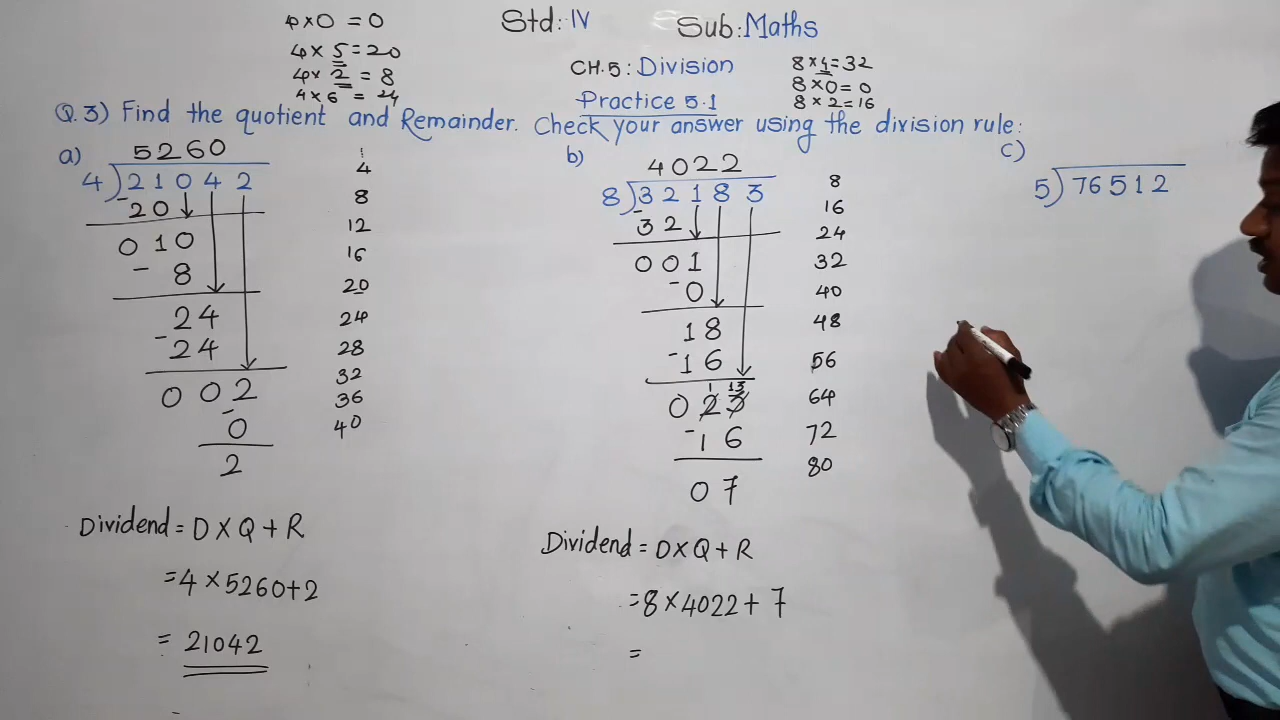 Std: IV
Sub: Maths
CH. 5 : Division
Practice 5.1
4 × 0 = 0
4 × 5 = 20
4 × 2 = 8
4 × 6 = 24
8 × 4 = 32
8 × 0 = 0
8 × 2 = 16
Q. 3) Find the quotient and Remainder. Check your answer using the division rule:
a)
5260
4)21042
- 20
010
- 8
24
- 24
002
- 0
2
4
8
12
16
20
24
28
32
36
40
Dividend = D × Q + R
= 4 × 5260 + 2
= 21042
b)
4022
8)32183
- 32
001
- 0
18
- 16
1 13
023
- 16
07
8
16
24
32
40
48
56
64
72
80
Dividend = D × Q + R
= 8 × 4022 + 7
=
c)
5)76512